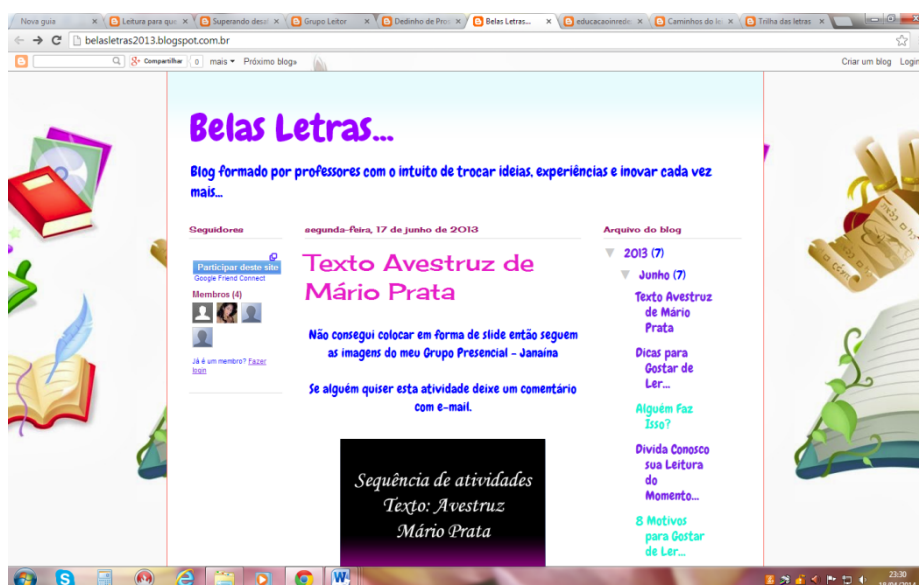 Nova guia
Leitura para que
Superando desa
Grupo Leitor
Dedinho de Pros
Belas Letras...
educacaoinrede
Caminhos do le
Trilha das letras
belasletras2013.blogspot.com.br
Compartilhar 0 mais Próximo blog»
Criar um blog Login
Belas Letras...
Blog formado por professores com o intuito de trocar ideias, experiências e inovar cada vez
mais...
Seguidores
Participar deste site
Google Friend Connect
Membros (4)
Já é um membro? Fazer
login
segunda-feira, 17 de junho de 2013
Texto Avestruz de
Mário Prata
Não consegui colocar em forma de slide então seguem
as imagens do meu Grupo Presencial - Janaína
Se alguém quiser esta atividade deixe um comentário
com e-mail.
Sequência de atividades
Texto: Avestruz
Mário Prata
Arquivo do blog
▼ 2013 (7)
▼ Junho (7)
Texto Avestruz
de Mário
Prata
Dicas para
Gostar de
Ler...
Alguém Faz
Isso?
Divida Conosco
sua Leitura
do
Momento...
8 Motivos
para Gostar
de Ler...
23:30